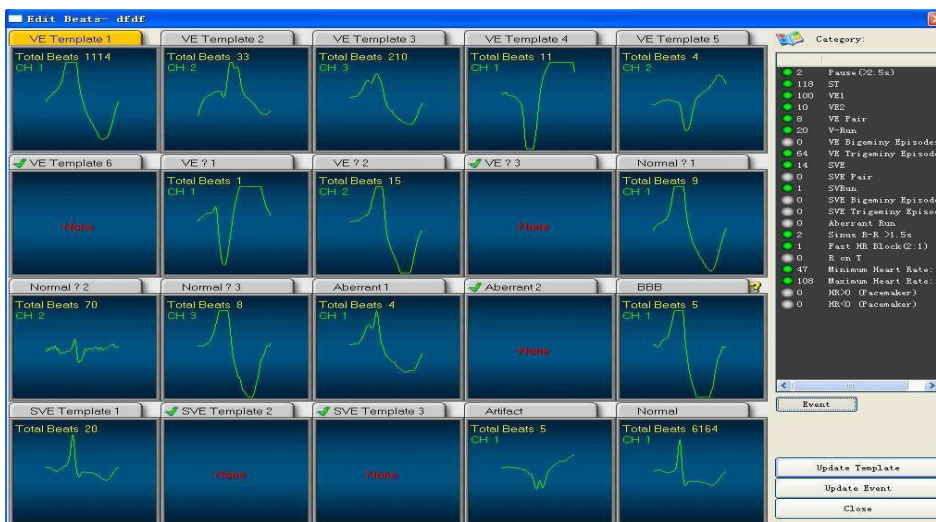 Edit Beats- dfdf
VE Template 1
VE Template 2
VE Template 3
VE Template 4
VE Template 5
Total Beats 1114
CH 1
Total Beats 33
CH 2
Total Beats 210
CH 3
Total Beats 11
CH 1
Total Beats 4
CH 2
VE Template 6
VE ? 1
VE ? 2
VE ? 3
Normal ? 1
None
Total Beats 1
CH 1
Total Beats 15
CH 2
None
Total Beats 9
CH 1
Normal ? 2
Normal ? 3
Aberrant 1
Aberrant 2
BBB
?
Total Beats 70
CH 2
Total Beats 8
CH 3
Total Beats 4
CH 1
None
Total Beats 5
CH 1
SVE Template 1
SVE Template 2
SVE Template 3
Artifact
Normal
Total Beats 20
None
None
Total Beats 5
CH 1
Total Beats 6164
CH 1
Category:
2 Pause(>2.5s)
118 ST
100 VE1
10 VE2
8 VE Pair
20 V-Run
0 VE Bigeminy Episodes
64 VE Trigeminy Episode
14 SVE
0 SVE Pair
1 SVRun
0 SVE Bigeminy Episod
0 SVE Trigeminy Episo
0 Aberrant Run
2 Sinus R-R >1.5s
1 Fast HR Block(2:1)
0 R on T
47 Minimum Heart Rate:
108 Maximum Heart Rate:
0 HR>0 (Pacemaker)
0 HR<0 (Pacemaker)
Event
Update Template
Update Event
Close